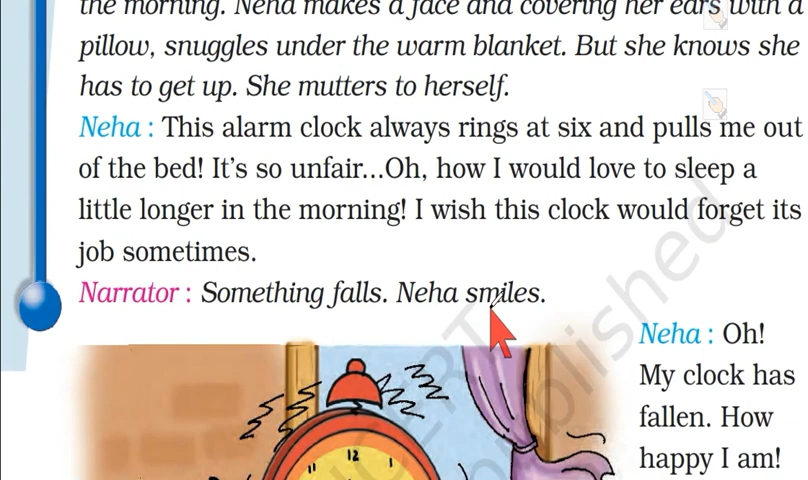 the morning. Neha makes a face and covering her ears with a
pillow, snuggles under the warm blanket. But she knows she
has to get up. She mutters to herself.
Neha : This alarm clock always rings at six and pulls me out
of the bed! It's so unfair...Oh, how I would love to sleep a
little longer in the morning! I wish this clock would forget its
job sometimes.
Narrator : Something falls. Neha smiles.
Neha : Oh!
My clock has
fallen. How
happy I am!
12
11
1